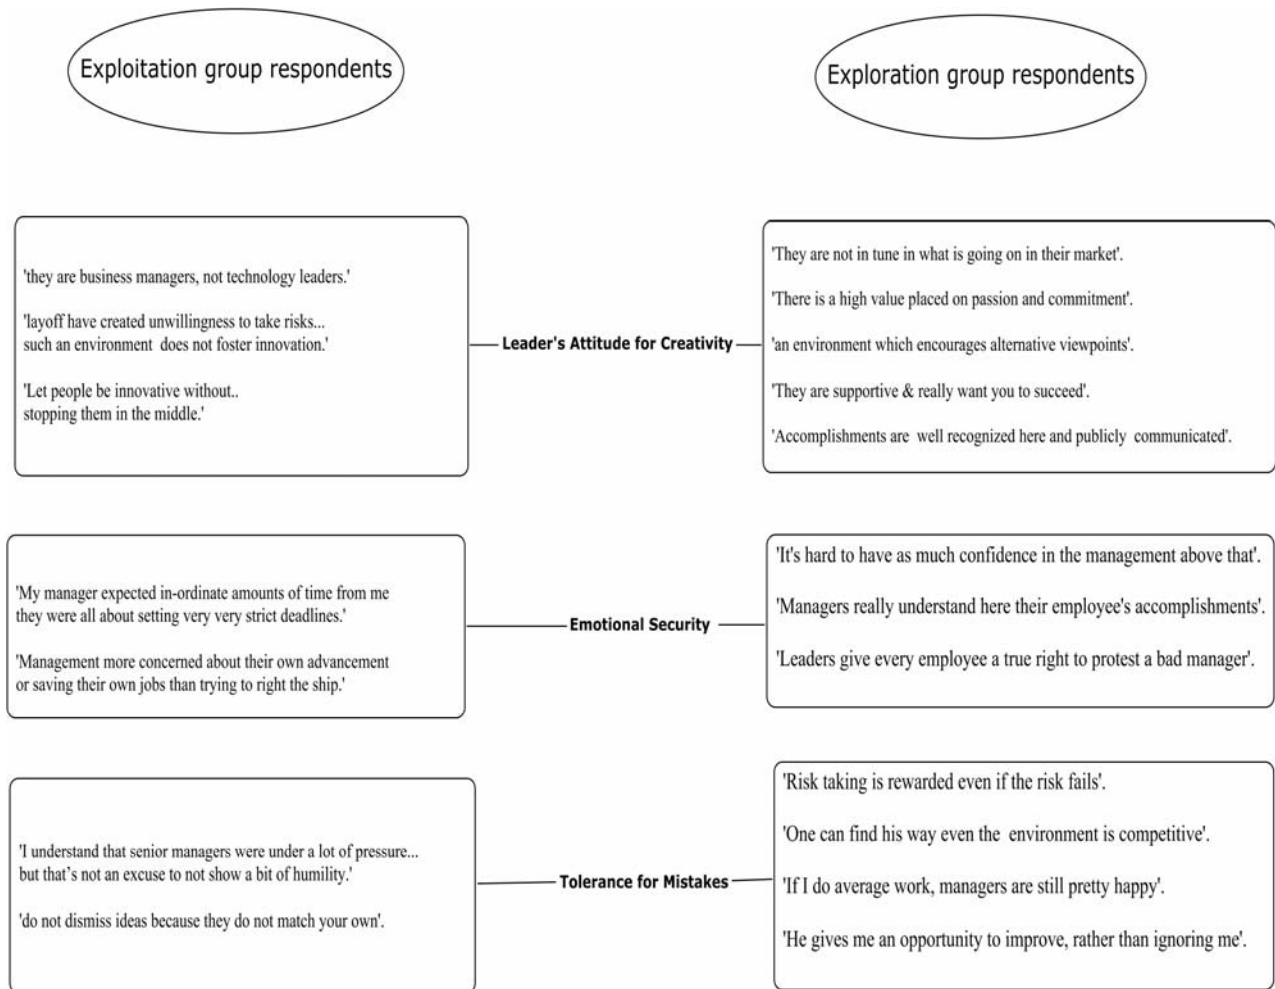 Exploitation group respondents
Exploration group respondents
'they are business managers, not technology leaders.'
'layoff have created unwillingness to take risks...
such an environment does not foster innovation.'
'Let people be innovative without..
stopping them in the middle.'
Leader's Attitude for Creativity
'They are not in tune in what is going on in their market'.
'There is a high value placed on passion and commitment'.
'an environment which encourages alternative viewpoints'.
'They are supportive & really want you to succeed'.
'Accomplishments are well recognized here and publicly communicated'.
'My manager expected in-ordinate amounts of time from me
they were all about setting very very strict deadlines.'
'Management more concerned about their own advancement
or saving their own jobs than trying to right the ship.'
Emotional Security
'It's hard to have as much confidence in the management above that'.
'Managers really understand here their employee's accomplishments'.
'Leaders give every employee a true right to protest a bad manager'.
'I understand that senior managers were under a lot of pressure...
but that's not an excuse to not show a bit of humility.'
'do not dismiss ideas because they do not match your own'.
Tolerance for Mistakes
'Risk taking is rewarded even if the risk fails'.
'One can find his way even the environment is competitive'.
'If I do average work, managers are still pretty happy'.
'He gives me an opportunity to improve, rather than ignoring me'.